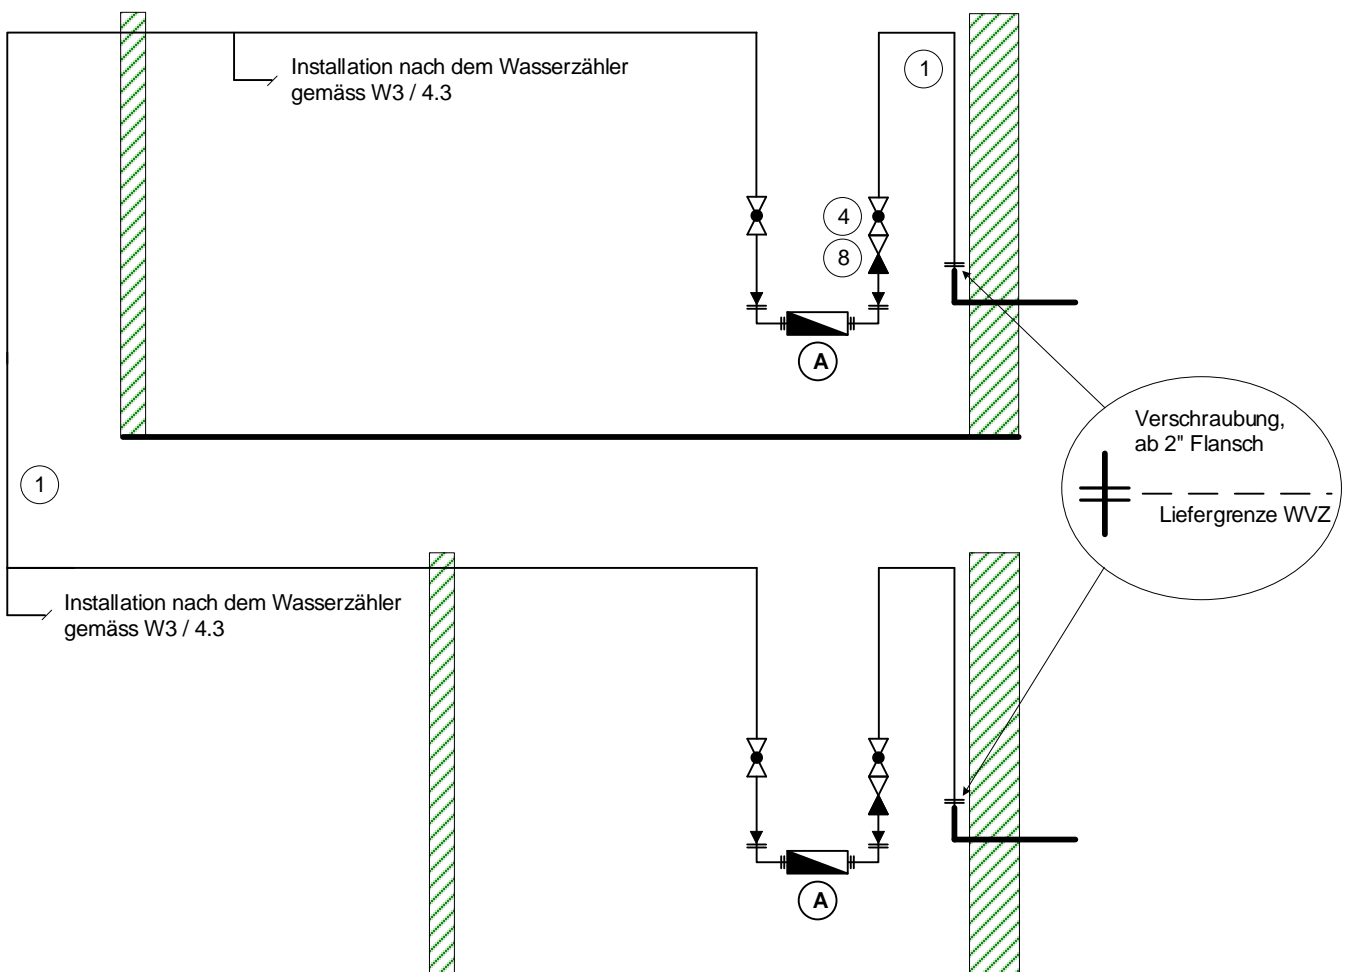 Installation nach dem Wasserzähler
gemäss W3 / 4.3
1
4
8
A
Verschraubung,
ab 2" Flansch
Liefergrenze WVZ
1
Installation nach dem Wasserzähler
gemäss W3 / 4.3
A